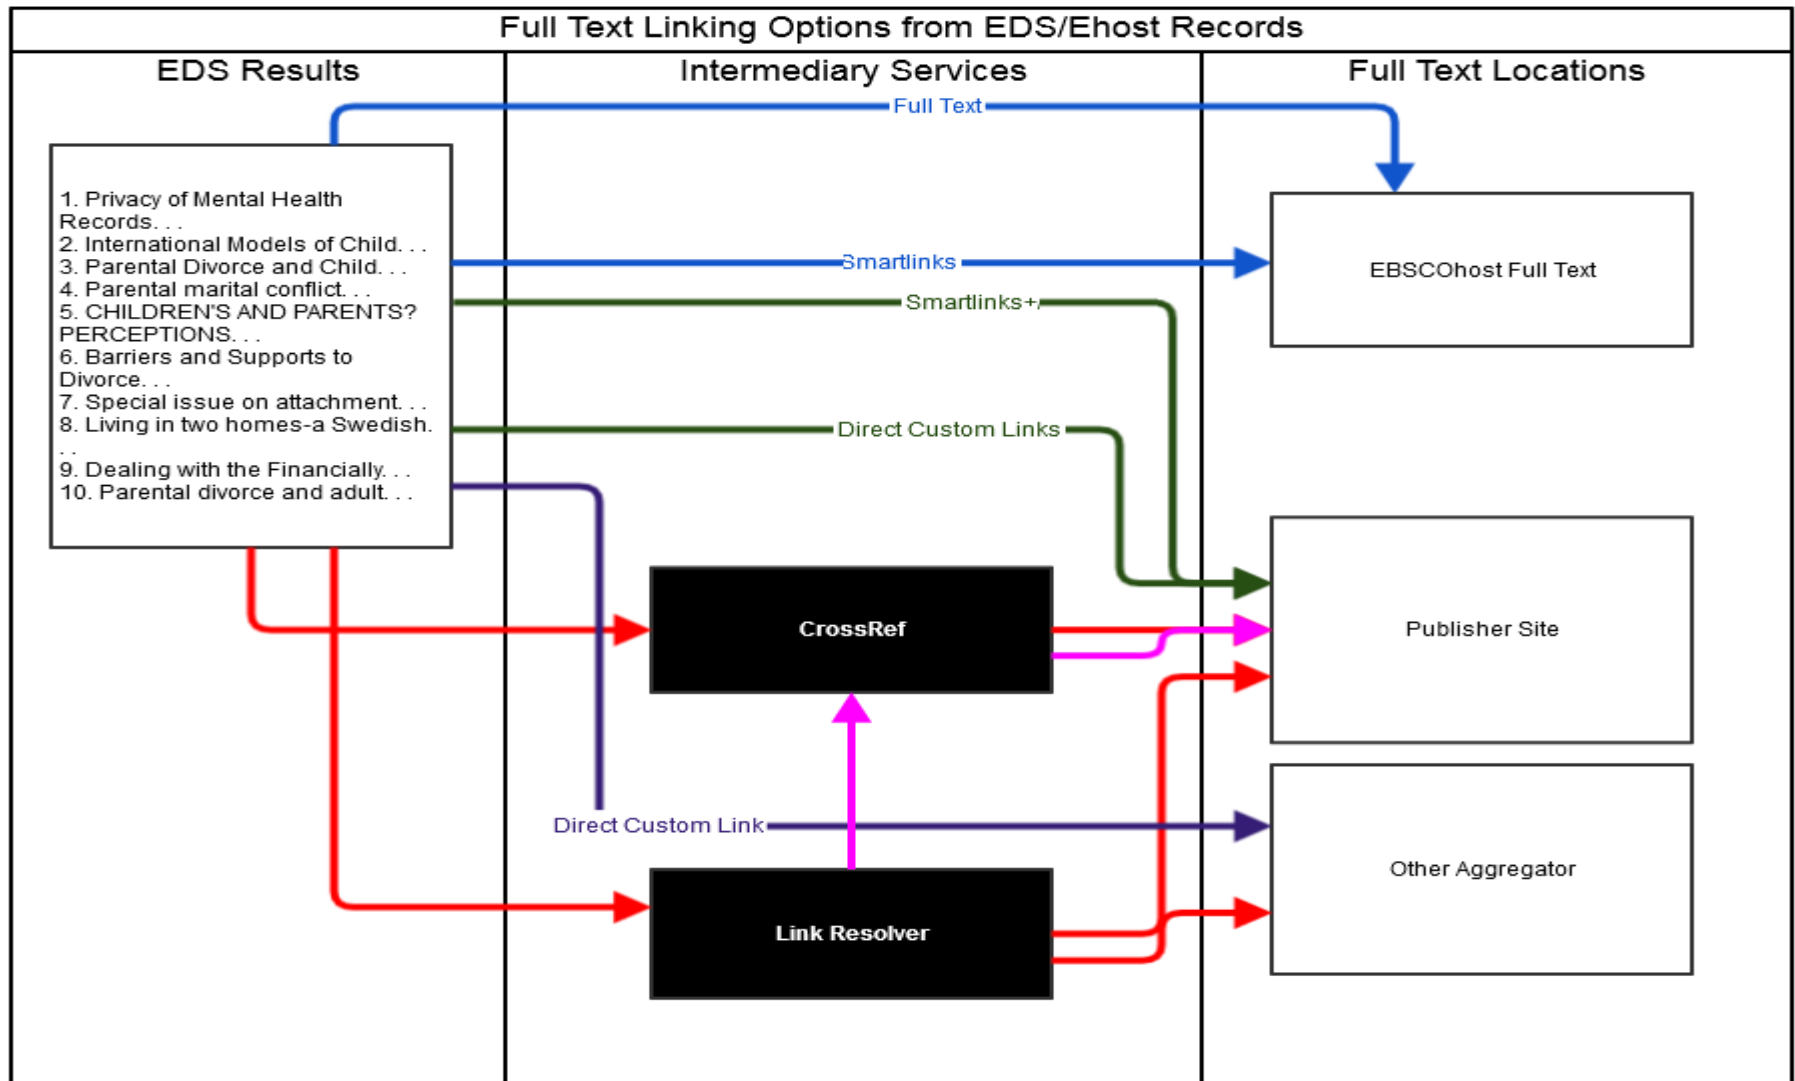 Full Text Linking Options from EDS/Ehost Records
EDS Results
Intermediary Services
Full Text Locations
Full Text
1. Privacy of Mental Health
Records. . .
2. International Models of Child. . .
3. Parental Divorce and Child. . .
4. Parental marital conflict. . .
5. CHILDREN'S AND PARENTS?
PERCEPTIONS. . .
6. Barriers and Supports to
Divorce. . .
7. Special issue on attachment. . .
8. Living in two homes-a Swedish.
. .
9. Dealing with the Financially. . .
10. Parental divorce and adult. . .
Smartlinks
Smartlinks+
Direct Custom Links
EBSCOhost Full Text
CrossRef
Publisher Site
Direct Custom Link
Other Aggregator
Link Resolver